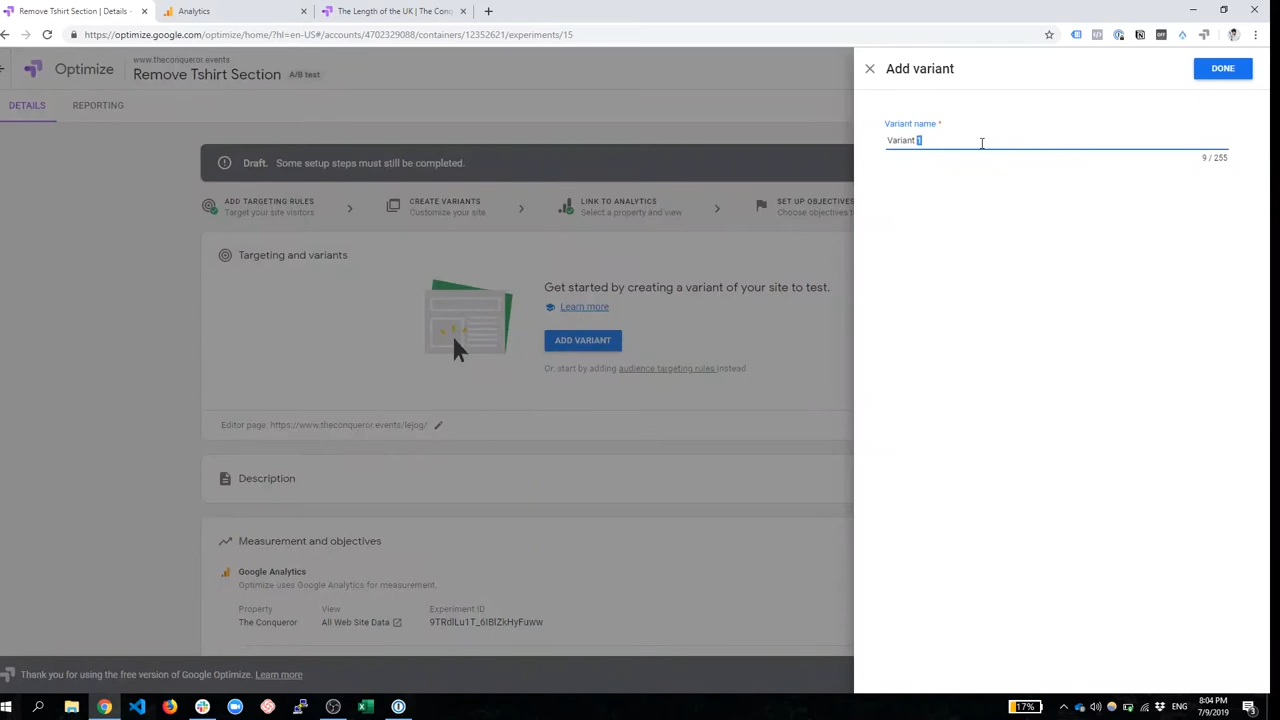 Remove Tshirt Section | Details -
Analytics
The Length of the UK | The Conq
https://optimize.google.com/optimize/home/?hl=en-US#/accounts/4702329088/containers/12352621/experiments/15
Optimize
www.theconqueror.events
Remove Tshirt Section
A/B test
Add variant
DONE
DETAILS
REPORTING
Variant name *
Variant 1
9 / 255
Draft. Some setup steps must still be completed.
ADD TARGETING RULES
Target your site visitors
CREATE VARIANTS
Customize your site.
LINK TO ANALYTICS
Select a property and view
SET UP OBJECTIVES
Choose objectives t
Targeting and variants
Get started by creating a variant of your site to test.
Learn more
ADD VARIANT
Or, start by adding audience targeting rules instead.
Editor page: https://www.theconqueror.events/lejog/
Description
Measurement and objectives
Google Analytics
Optimize uses Google Analytics for measurement.
Property
The Conqueror
View
All Web Site Data
Experiment ID
Thank you for using the free version of Google Optimize. Learn more
17%
ENG
8:04 PM
7/9/2019